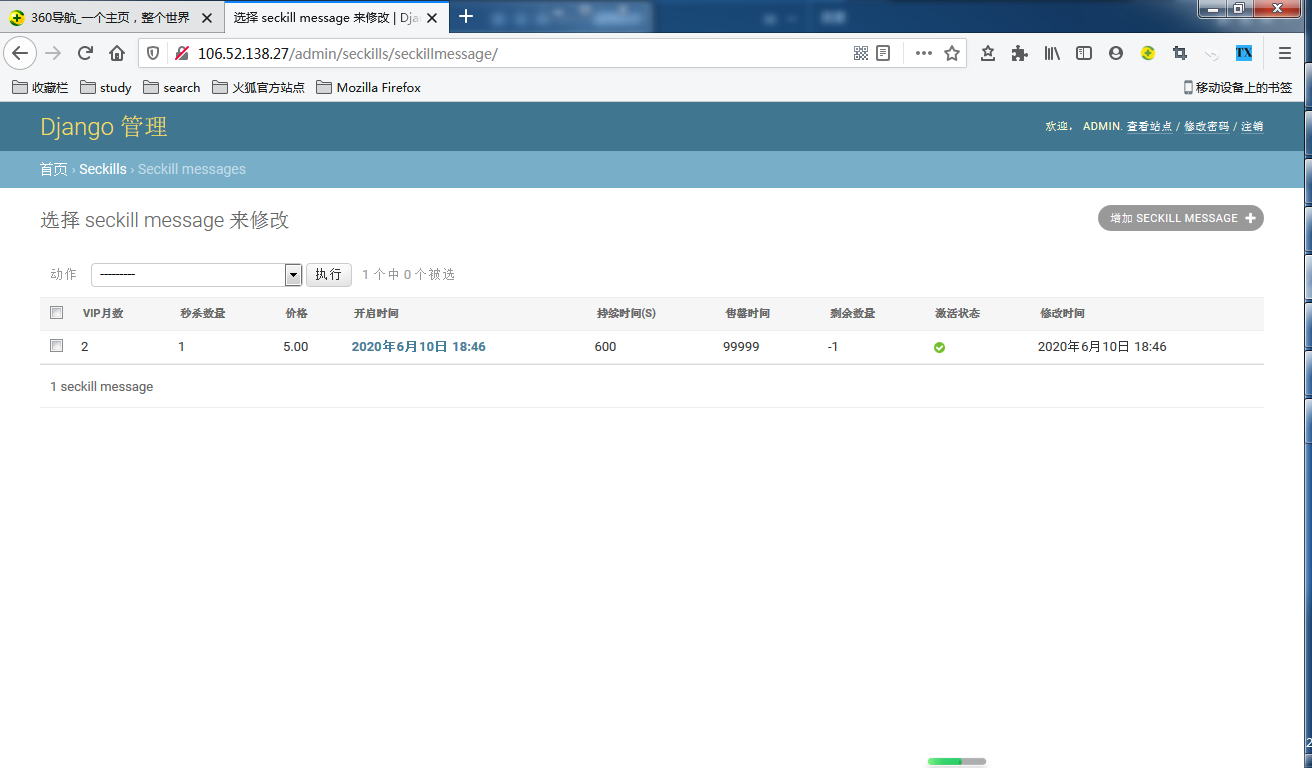 360导航_一个主页，整个世界
选择 seckill message 来修改 | Dja
106.52.138.27/admin/seckills/seckillmessage/
TX
收藏栏 study search 火狐官方站点 Mozilla Firefox 移动设备上的书签
Django 管理
欢迎， ADMIN. 查看站点 / 修改密码 / 注销
首页 › Seckills › Seckill messages
选择 seckill message 来修改
增加 SECKILL MESSAGE +
动作 --------- 执行 1 个中 0 个被选
VIP月数 秒杀数量 价格 开启时间 持续时间(S) 售罄时间 剩余数量 激活状态 修改时间
2 1 5.00 2020年6月10日 18:46 600 99999 -1 2020年6月10日 18:46
1 seckill message
2